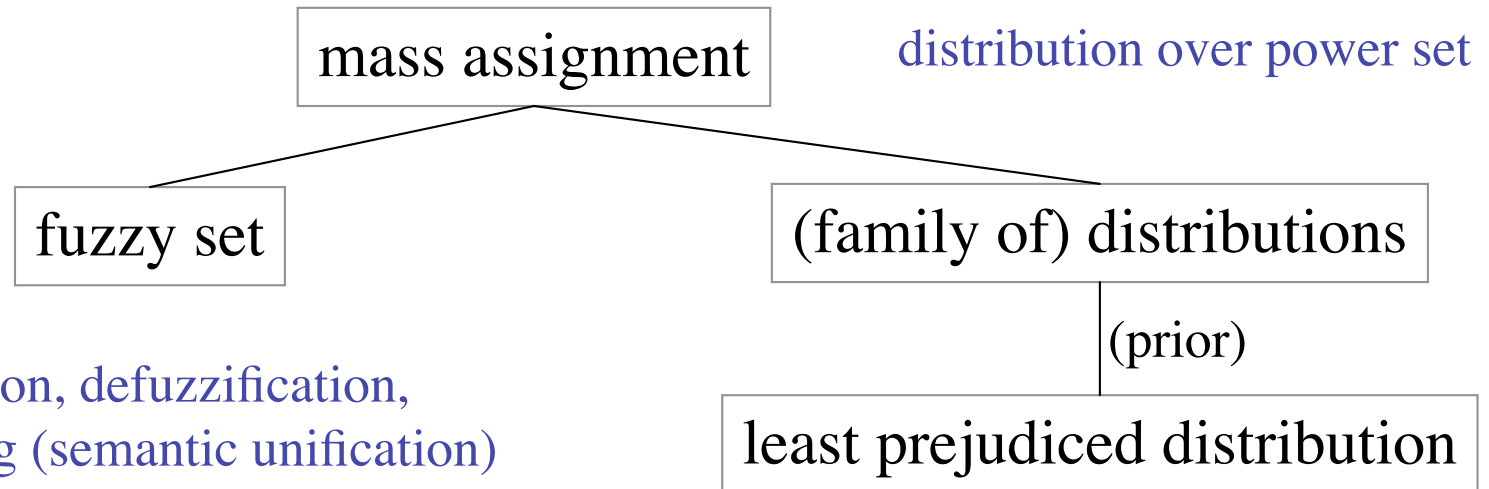 mass assignment
distribution over power set
fuzzy set
(family of) distributions
(prior)
on, defuzzification,
g (semantic unification)
least prejudiced distribution